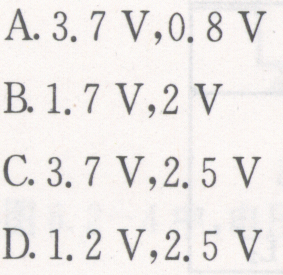 A. 3. 7 V,0. 8 V
B. 1. 7 V,2 V
C. 3. 7 V,2. 5 V
D. 1. 2 V,2. 5 V